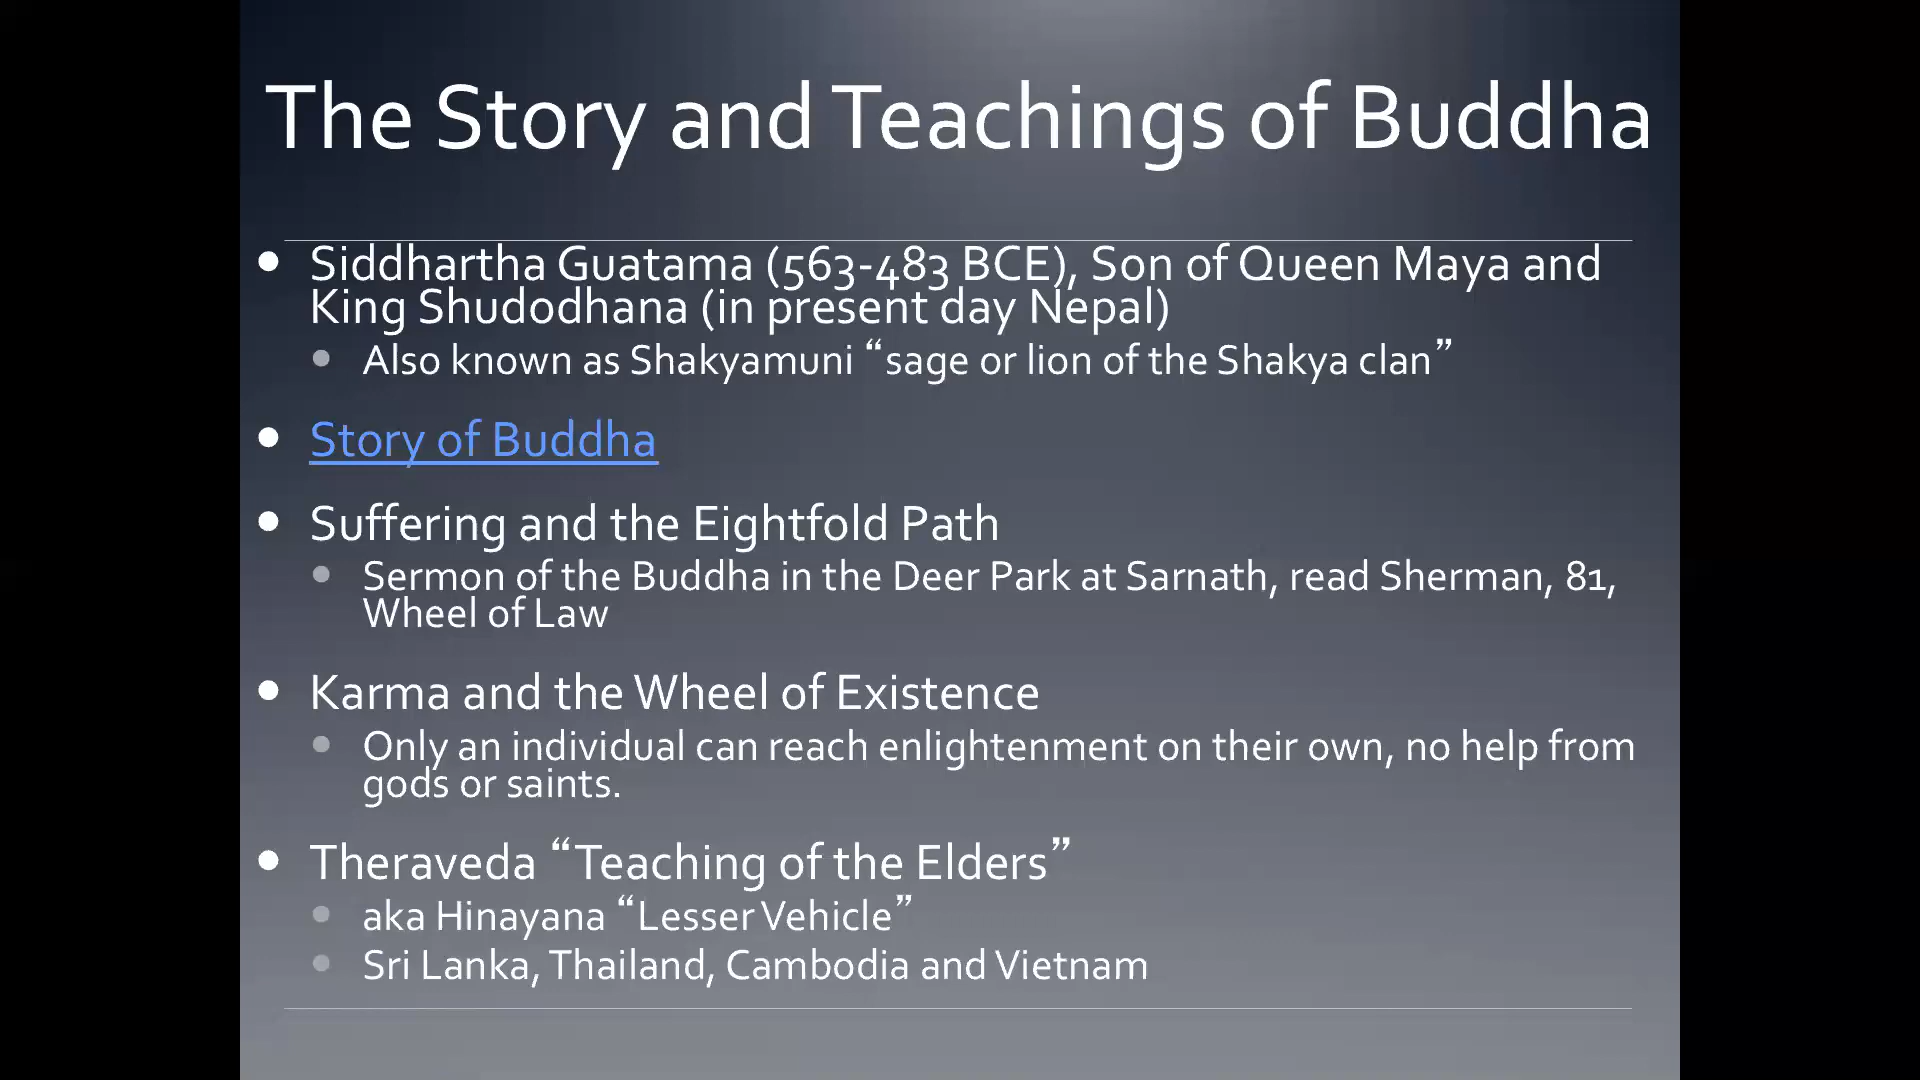 The Story and Teachings of Buddha
• Siddhartha Guatama (563-483 BCE), Son of Queen Maya and
King Shudodhana (in present day Nepal)
• Also known as Shakyamuni “sage or lion of the Shakya clan”
• Story of Buddha
• Suffering and the Eightfold Path
• Sermon of the Buddha in the Deer Park at Sarnath, read Sherman, 81,
Wheel of Law
• Karma and the Wheel of Existence
• Only an individual can reach enlightenment on their own, no help from
gods or saints.
• Theraveda “Teaching of the Elders”
• aka Hinayana “Lesser Vehicle”
• Sri Lanka, Thailand, Cambodia and Vietnam